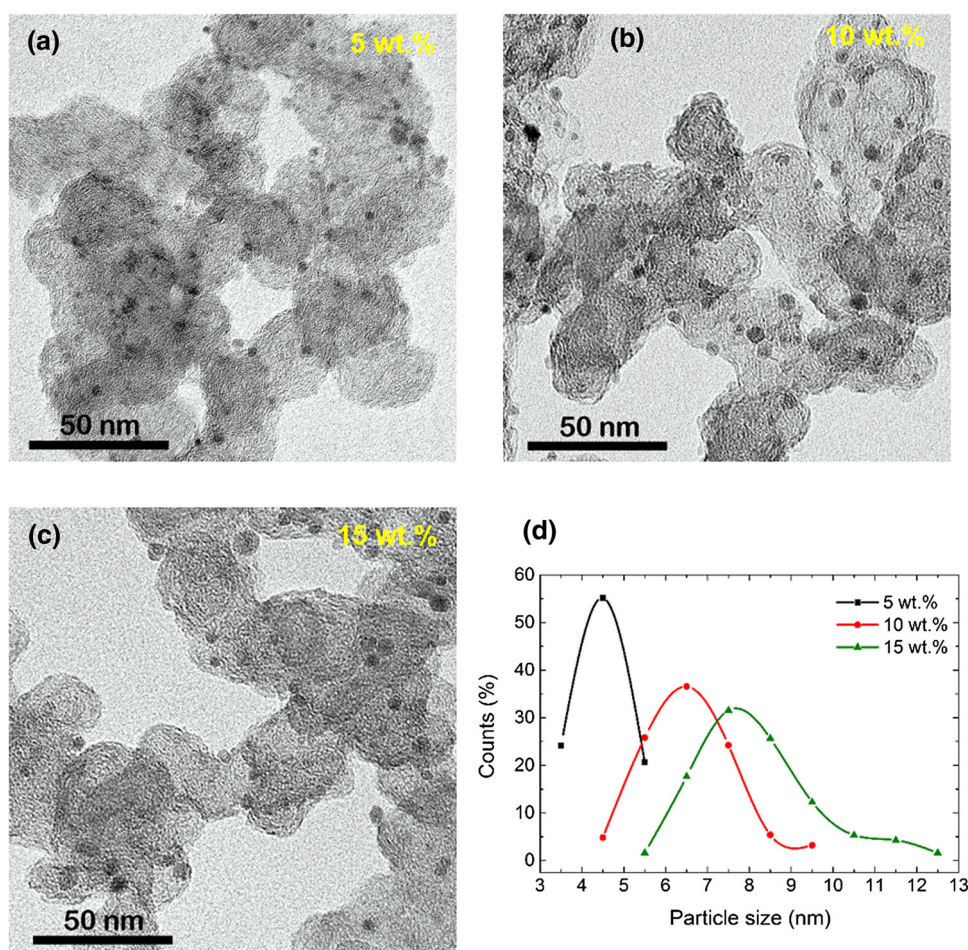 (a)
5 wt.%
50 nm
(b)
10 wt.%
50 nm
(c)
15 wt.%
50 nm
(d)
60
50
40
30
20
10
0
Counts (%)
5 wt.%
10 wt.%
15 wt.%
3 4 5 6 7 8 9 10 11 12 13
Particle size (nm)